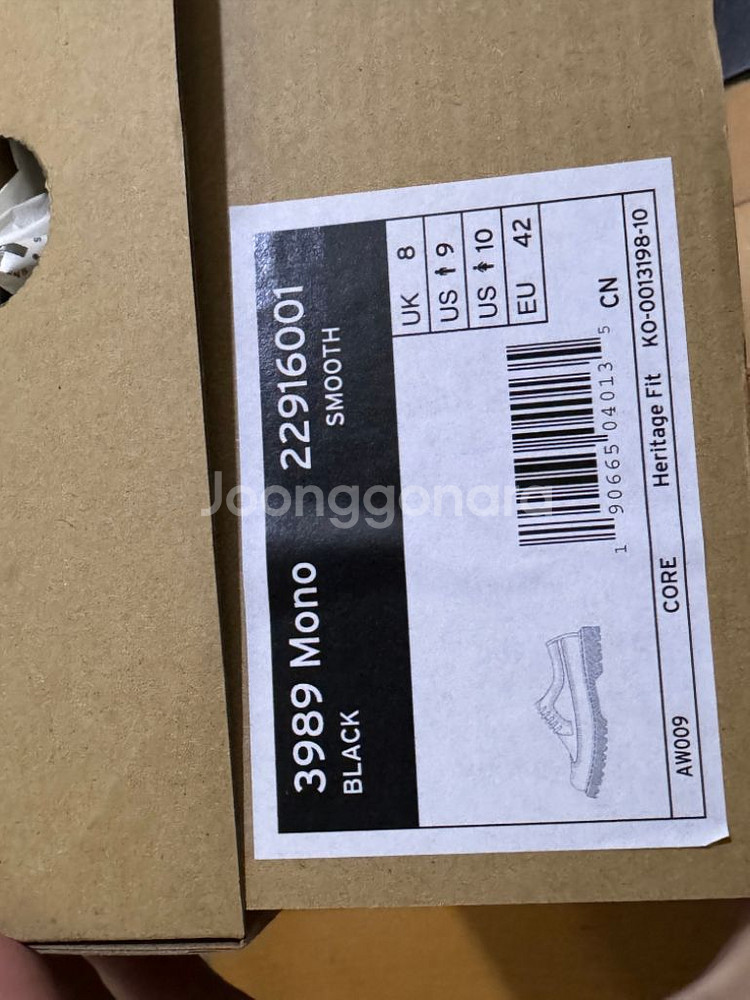 3989 Mono 22916001
BLACK SMOOTH
UK 8
US 9
US 10
EU 42
1 90665 04013 5
CN
AW009 CORE Heritage Fit KO-0013198-10
Joonggonara